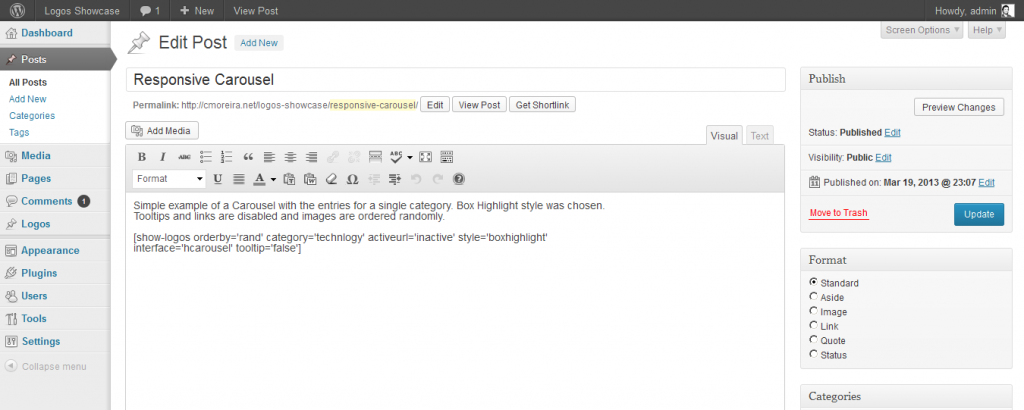 Logos Showcase 1 + New View Post Howdy, admin
Dashboard
Posts
All Posts
Add New
Categories
Tags
Media
Pages
Comments 1
Logos
Appearance
Plugins
Users
Tools
Settings
Collapse menu
Screen Options Help
Edit Post Add New
Responsive Carousel
Permalink: http://cmoreira.net/logos-showcase/responsive-carousel/ Edit View Post Get Shortlink
Add Media
Visual Text
B I ABC ABC
Format U A Ω
Simple example of a Carousel with the entries for a single category. Box Highlight style was chosen.
Tooltips and links are disabled and images are ordered randomly.
[show-logos orderby='rand' category='technlogy' activeurl='inactive' style='boxhighlight'
interface='hcarousel' tooltip='false']
Publish
Preview Changes
Status: Published Edit
Visibility: Public Edit
Published on: Mar 19, 2013 @ 23:07 Edit
Move to Trash Update
Format
Standard
Aside
Image
Link
Quote
Status
Categories